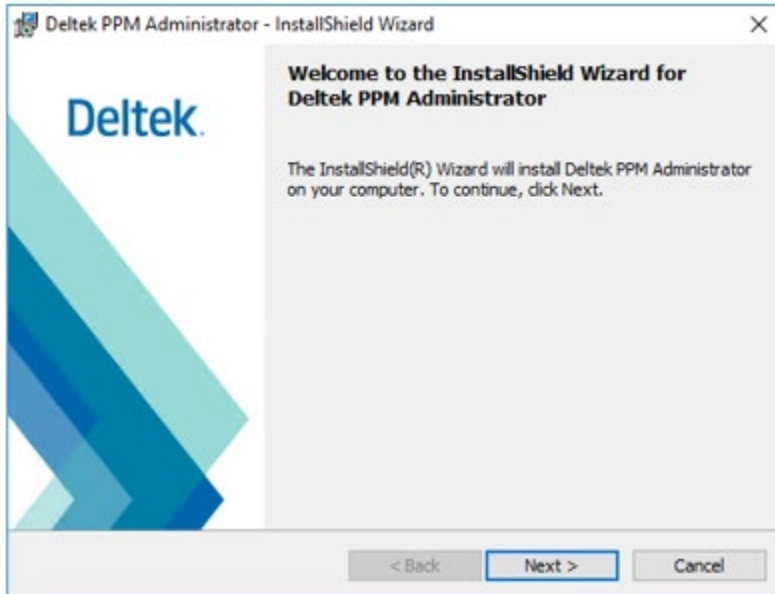 Deltek PPM Administrator - InstallShield Wizard
Deltek.
Welcome to the InstallShield Wizard for
Deltek PPM Administrator
The InstallShield(R) Wizard will install Deltek PPM Administrator
on your computer. To continue, click Next.
< Back
Next >
Cancel